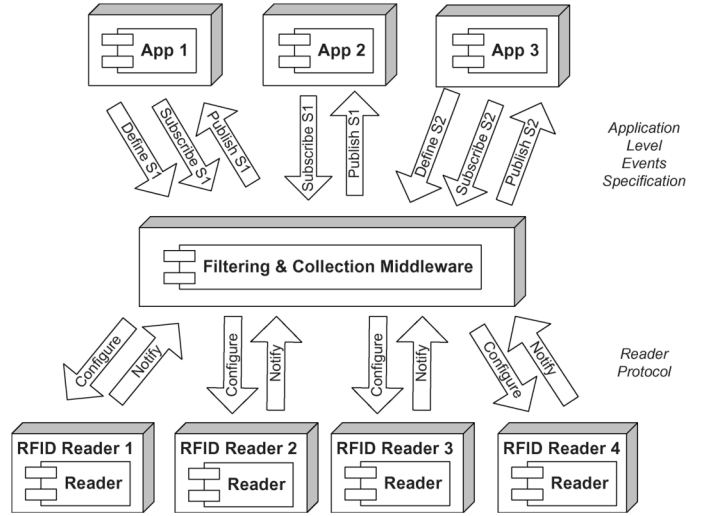 App 1
App 2
App 3
Define S1
Subscribe S1
Publish S1
Subscribe S1
Publish S1
Define S2
Subscribe S2
Publish S2
Application
Level
Events
Specification
Filtering & Collection Middleware
Configure
Notify
Configure
Notify
Configure
Notify
Configure
Notify
Reader
Protocol
RFID Reader 1
RFID Reader 2
RFID Reader 3
RFID Reader 4
Reader
Reader
Reader
Reader